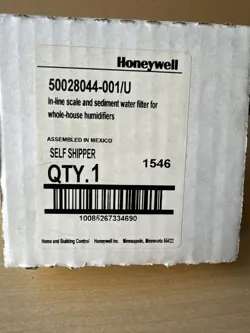 Honeywell
50028044-001/U
In-line scale and sediment water filter for
whole-house humidifiers
ASSEMBLED IN MEXICO
SELF SHIPPER
1546
QTY.1
10085267334690
Home and Building Control Honeywell Inc. Minneapolis, Minnesota 55422